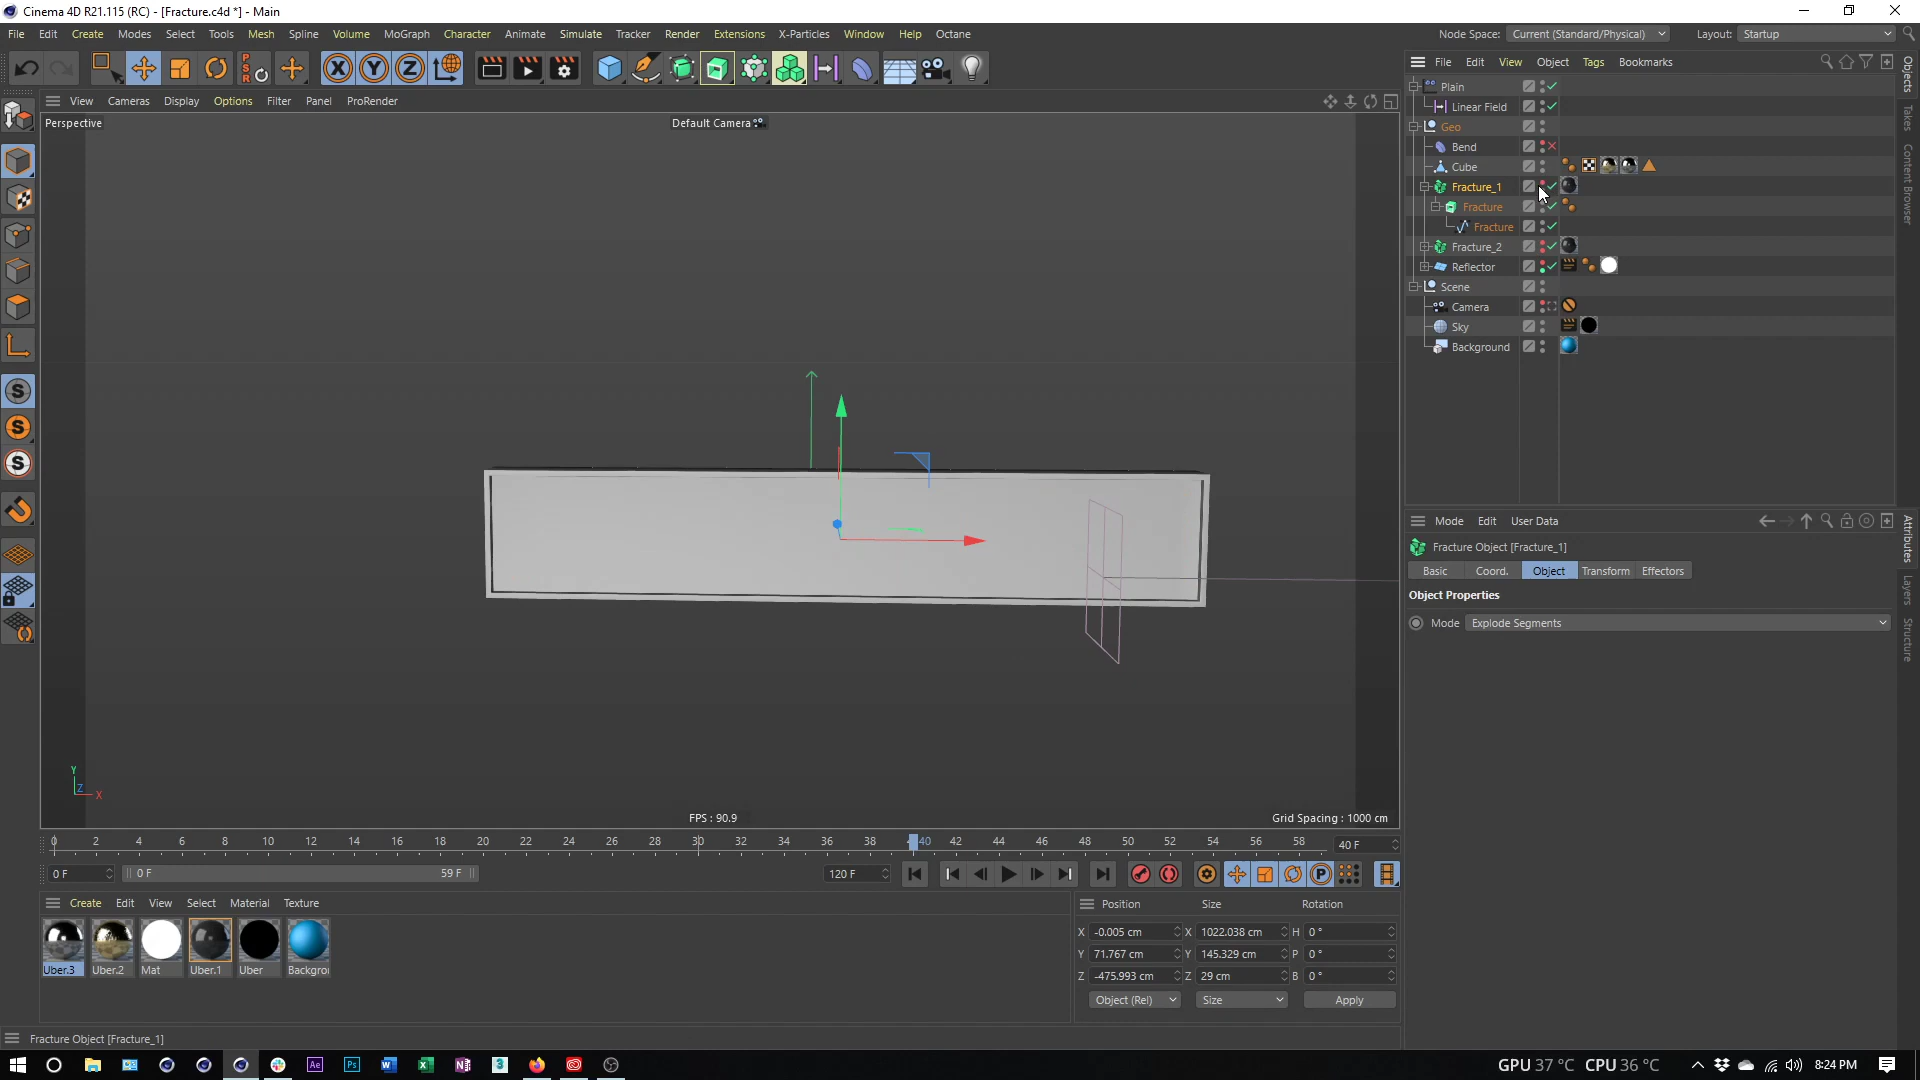 Cinema 4D R21.115 (RC) - [Fracture.c4d *] - Main
File Edit Create Modes Select Tools Mesh Spline Volume MoGraph Character Animate Simulate Tracker Render Extensions X-Particles Window Help Octane
Node Space: Current (Standard/Physical) Layout: Startup
File Edit View Object Tags Bookmarks
View Cameras Display Options Filter Panel ProRender
Perspective
Default Camera
Plain
Linear Field
Geo
Bend
Cube
Fracture_1
Fracture
Fracture
Fracture_2
Reflector
Scene
Camera
Sky
Background
Objects
Takes
Content Browser
Mode Edit User Data
Fracture Object [Fracture_1]
Basic Coord. Object Transform Effectors
Object Properties
Mode Explode Segments
Attributes
Layers
Structure
Y
Z
X
FPS : 90.9
Grid Spacing : 1000 cm
0 2 4 6 8 10 12 14 16 18 20 22 24 26 28 30 32 34 36 38 40 42 44 46 48 50 52 54 56 58 40 F
0 F 0 F 59 F 120 F
Create Edit View Select Material Texture
Uber.3 Uber.2 Mat Uber.1 Uber Backgroi
Position Size Rotation
X -0.005 cm X 1022.038 cm H 0 °
Y 71.767 cm Y 145.329 cm P 0 °
Z -475.993 cm Z 29 cm B 0 °
Object (Rel) Size Apply
Fracture Object [Fracture_1]
GPU 37 °C CPU 36 °C
8:24 PM